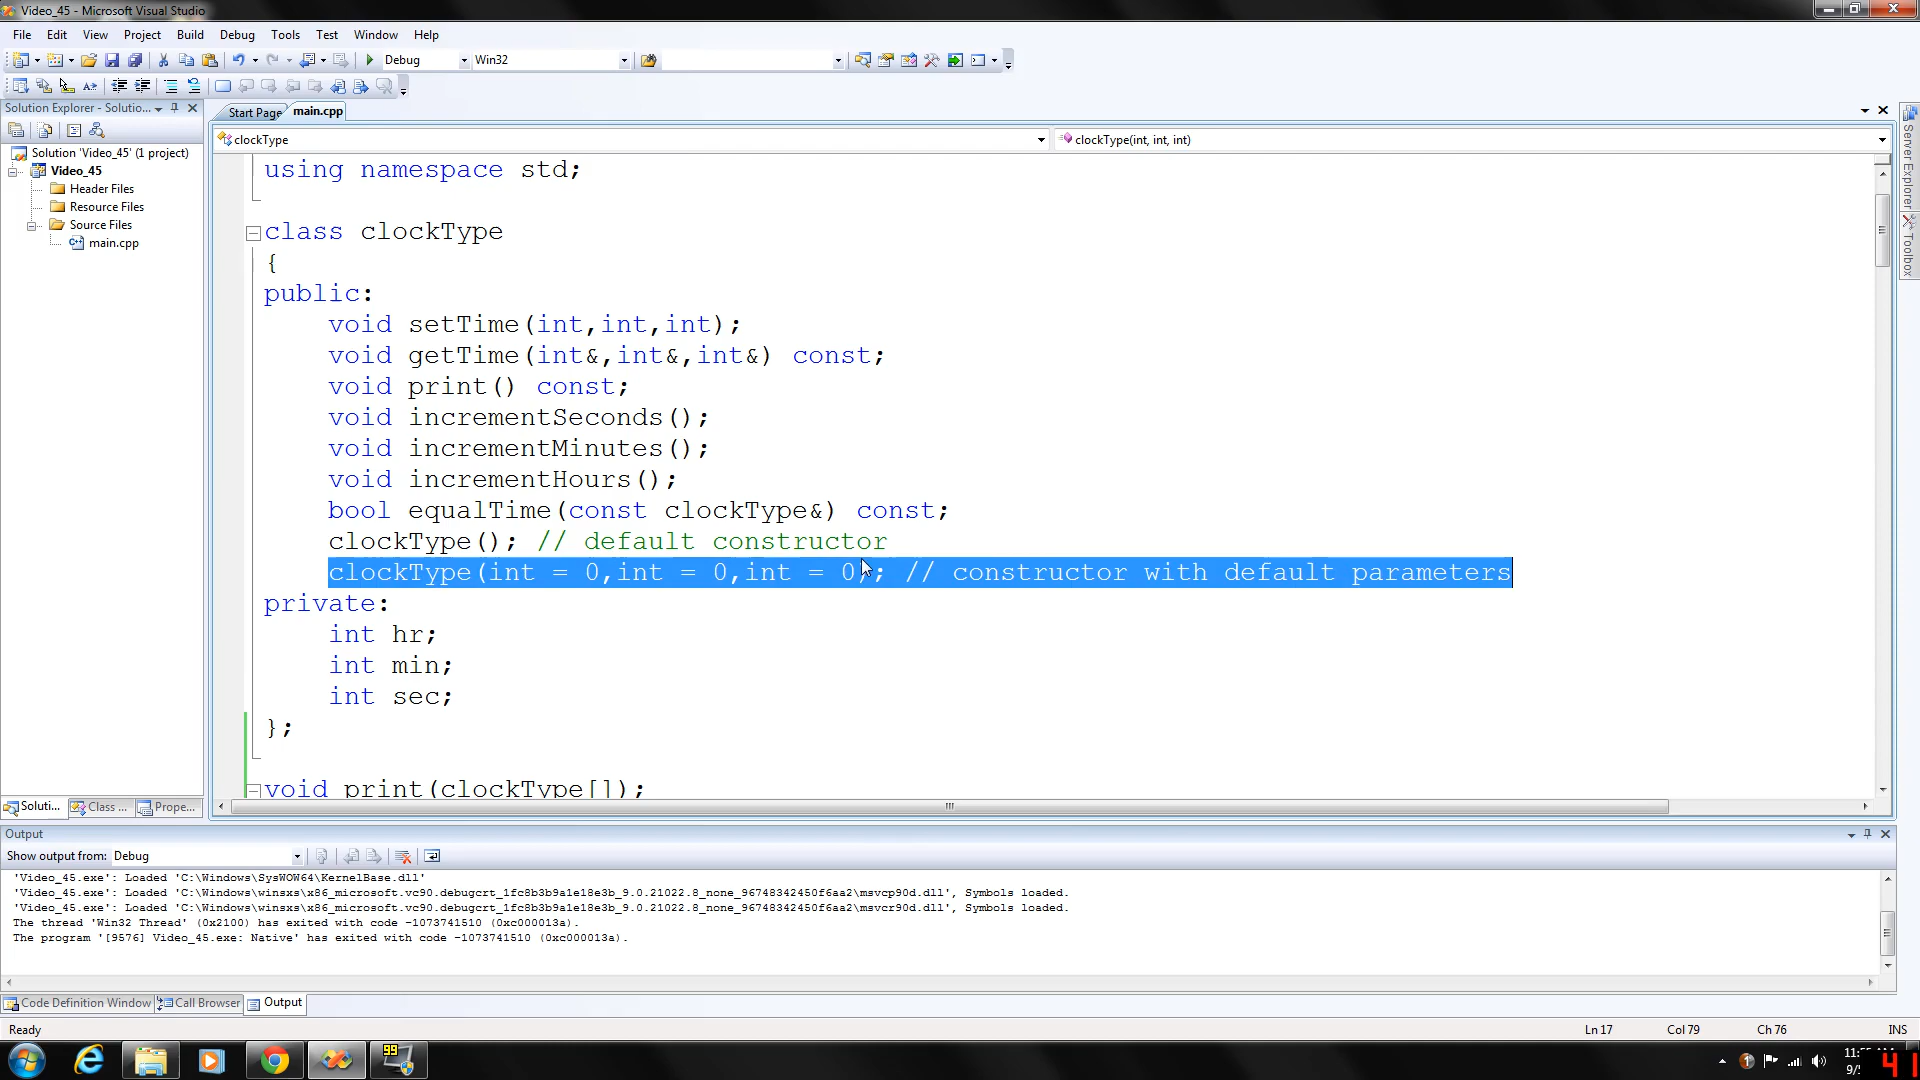 Video_45 - Microsoft Visual Studio
File Edit View Project Build Debug Tools Test Window Help
Debug Win32
Solution Explorer - Solutio...
Start Page main.cpp
clockType clockType(int, int, int)
Solution 'Video_45' (1 project)
Video_45
Header Files
Resource Files
Source Files
main.cpp
using namespace std;
class clockType
{
public:
void setTime(int,int,int);
void getTime(int&,int&,int&) const;
void print() const;
void incrementSeconds();
void incrementMinutes();
void incrementHours();
bool equalTime(const clockType&) const;
clockType(); // default constructor
clockType(int = 0,int = 0,int = 0); // constructor with default parameters
private:
int hr;
int min;
int sec;
};
void print(clockType[]);
Server Explorer
Toolbox
Soluti... Class ... Prope...
Output
Show output from: Debug
'Video_45.exe': Loaded 'C:\Windows\SysWOW64\KernelBase.dll'
'Video_45.exe': Loaded 'C:\Windows\winsxs\x86_microsoft.vc90.debugcrt_1fc8b3b9a1e18e3b_9.0.21022.8_none_96748342450f6aa2\msvcp90d.dll', Symbols loaded.
'Video_45.exe': Loaded 'C:\Windows\winsxs\x86_microsoft.vc90.debugcrt_1fc8b3b9a1e18e3b_9.0.21022.8_none_96748342450f6aa2\msvcr90d.dll', Symbols loaded.
The thread 'Win32 Thread' (0x2100) has exited with code -1073741510 (0xc000013a).
The program '[9576] Video_45.exe: Native' has exited with code -1073741510 (0xc000013a).
Code Definition Window Call Browser Output
Ready Ln 17 Col 79 Ch 76 INS
99
41